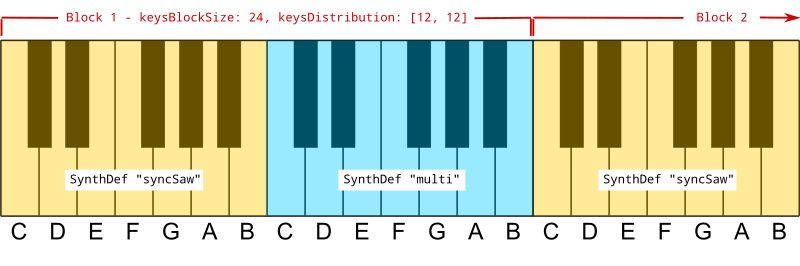 Block 1 - keysBlockSize: 24, keysDistribution: [12, 12]
Block 2
SynthDef "syncSaw"
SynthDef "multi"
SynthDef "syncSaw"
C D E F G A B C D E F G A B C D E F G A B